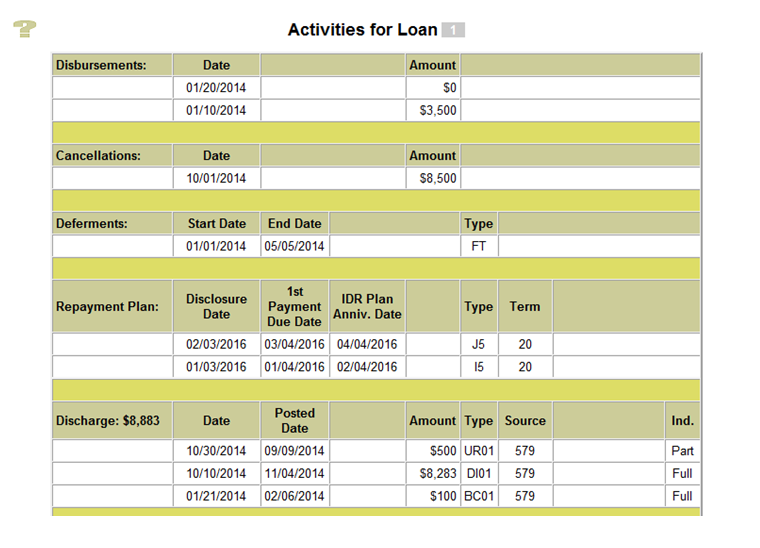 ?
Activities for Loan 1
Disbursements: Date Amount
01/20/2014 $0
01/10/2014 $3,500
Cancellations: Date Amount
10/01/2014 $8,500
Deferments: Start Date End Date Type
01/01/2014 05/05/2014 FT
Repayment Plan: Disclosure Date 1st Payment Due Date IDR Plan Anniv. Date Type Term
02/03/2016 03/04/2016 04/04/2016 J5 20
01/03/2016 01/04/2016 02/04/2016 I5 20
Discharge: $8,883 Date Posted Date Amount Type Source Ind.
10/30/2014 09/09/2014 $500 UR01 579 Part
10/10/2014 11/04/2014 $8,283 DI01 579 Full
01/21/2014 02/06/2014 $100 BC01 579 Full